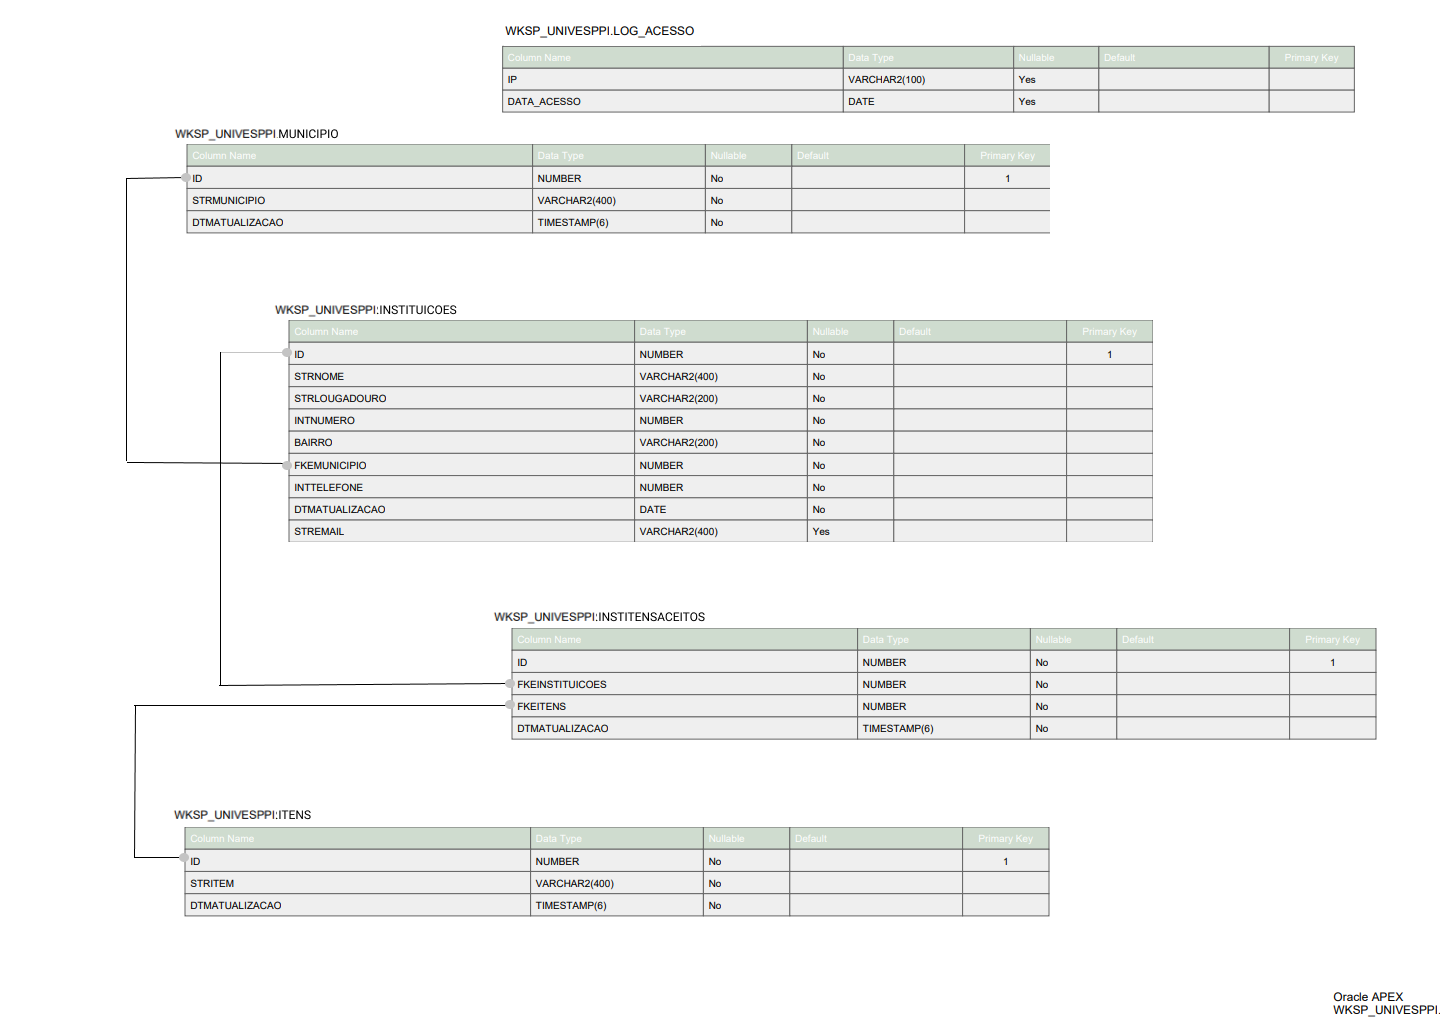 WKSP_UNIVESPPI.LOG_ACESSO
Column Name Data Type Nullable Default Primary Key
IP VARCHAR2(100) Yes
DATA_ACESSO DATE Yes
WKSP_UNIVESPPI.MUNICIPIO
Column Name Data Type Nullable Default Primary Key
ID NUMBER No 1
STRMUNICIPIO VARCHAR2(400) No
DTMATUALIZACAO TIMESTAMP(6) No
WKSP_UNIVESPPI:INSTITUICOES
Column Name Data Type Nullable Default Primary Key
ID NUMBER No 1
STRNOME VARCHAR2(400) No
STRLOUGADOURO VARCHAR2(200) No
INTNUMERO NUMBER No
BAIRRO VARCHAR2(200) No
FKEMUNICIPIO NUMBER No
INTTELEFONE NUMBER No
DTMATUALIZACAO DATE No
STREMAIL VARCHAR2(400) Yes
WKSP_UNIVESPPI:INSTITENSACEITOS
Column Name Data Type Nullable Default Primary Key
ID NUMBER No 1
FKEINSTITUICOES NUMBER No
FKEITENS NUMBER No
DTMATUALIZACAO TIMESTAMP(6) No
WKSP_UNIVESPPI:ITENS
Column Name Data Type Nullable Default Primary Key
ID NUMBER No 1
STRITEM VARCHAR2(400) No
DTMATUALIZACAO TIMESTAMP(6) No
Oracle APEX
WKSP_UNIVESPPI.